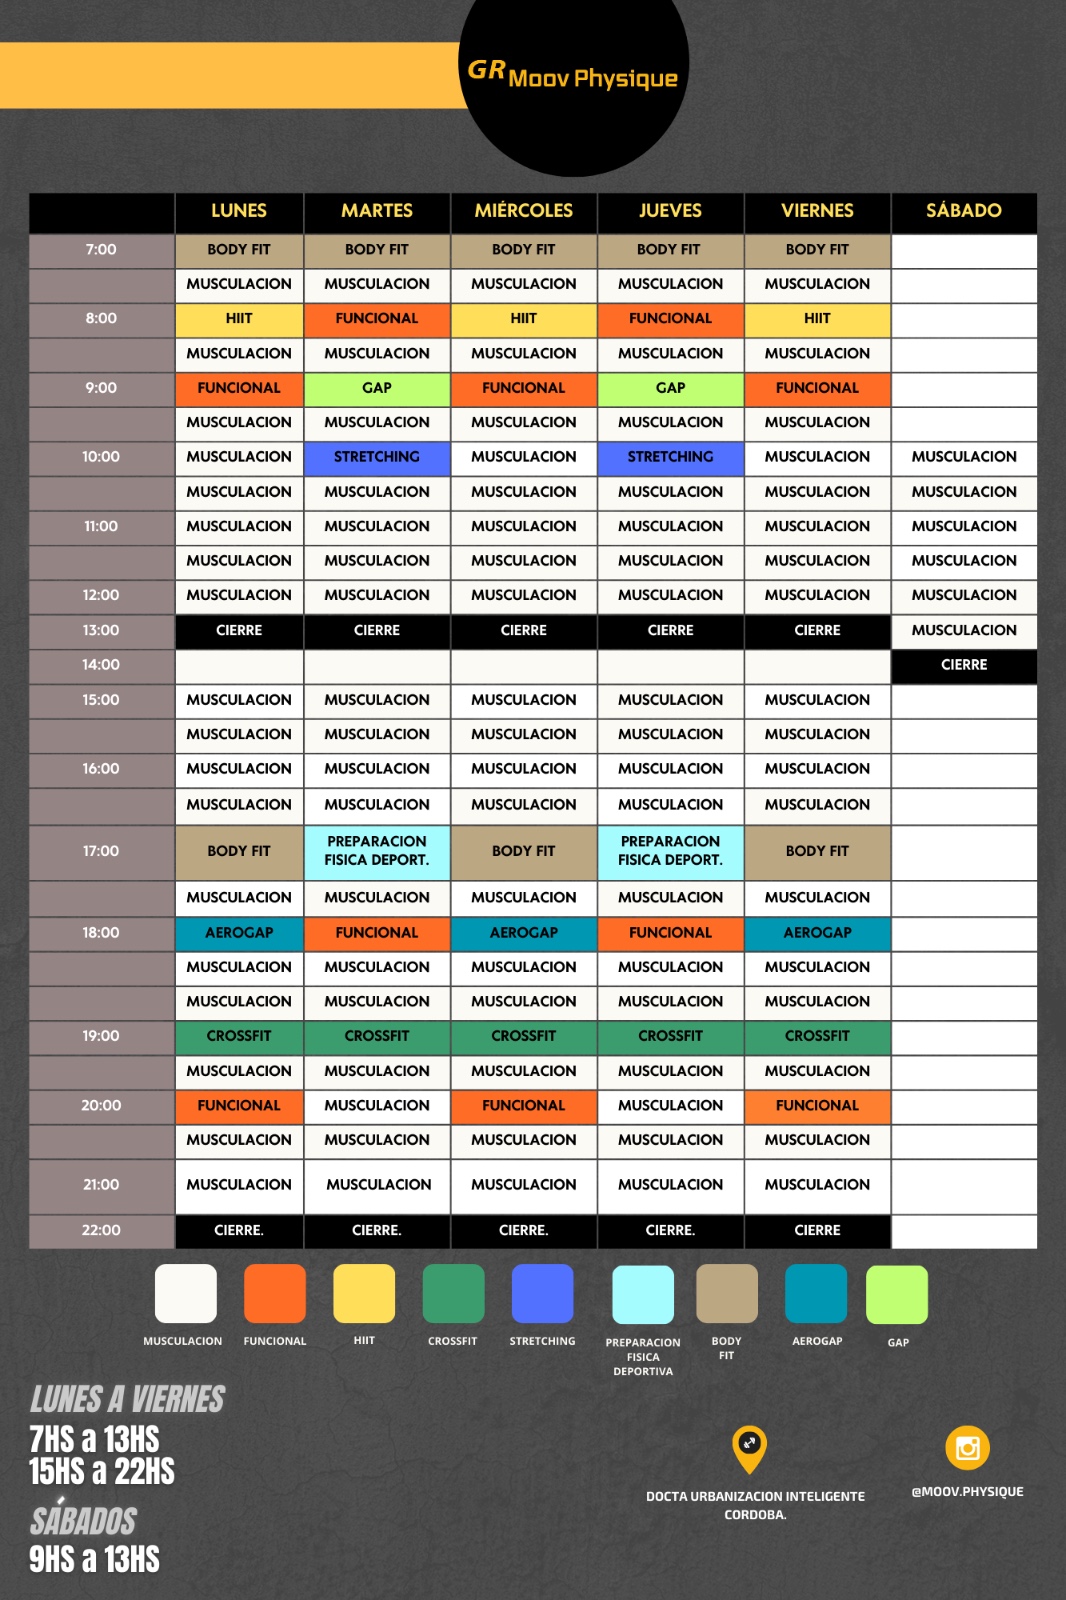 GR Moov Physique
LUNES MARTES MIÉRCOLES JUEVES VIERNES SÁBADO
7:00 BODY FIT BODY FIT BODY FIT BODY FIT BODY FIT
MUSCULACION MUSCULACION MUSCULACION MUSCULACION MUSCULACION
8:00 HIIT FUNCIONAL HIIT FUNCIONAL HIIT
MUSCULACION MUSCULACION MUSCULACION MUSCULACION MUSCULACION
9:00 FUNCIONAL GAP FUNCIONAL GAP FUNCIONAL
MUSCULACION MUSCULACION MUSCULACION MUSCULACION MUSCULACION
10:00 MUSCULACION STRETCHING MUSCULACION STRETCHING MUSCULACION MUSCULACION
MUSCULACION MUSCULACION MUSCULACION MUSCULACION MUSCULACION MUSCULACION
11:00 MUSCULACION MUSCULACION MUSCULACION MUSCULACION MUSCULACION MUSCULACION
MUSCULACION MUSCULACION MUSCULACION MUSCULACION MUSCULACION MUSCULACION
12:00 MUSCULACION MUSCULACION MUSCULACION MUSCULACION MUSCULACION MUSCULACION
13:00 CIERRE CIERRE CIERRE CIERRE CIERRE MUSCULACION
14:00 CIERRE
15:00 MUSCULACION MUSCULACION MUSCULACION MUSCULACION MUSCULACION
MUSCULACION MUSCULACION MUSCULACION MUSCULACION MUSCULACION
16:00 MUSCULACION MUSCULACION MUSCULACION MUSCULACION MUSCULACION
MUSCULACION MUSCULACION MUSCULACION MUSCULACION MUSCULACION
17:00 BODY FIT PREPARACION FISICA DEPORT. BODY FIT PREPARACION FISICA DEPORT. BODY FIT
MUSCULACION MUSCULACION MUSCULACION MUSCULACION MUSCULACION
18:00 AEROGAP FUNCIONAL AEROGAP FUNCIONAL AEROGAP
MUSCULACION MUSCULACION MUSCULACION MUSCULACION MUSCULACION
MUSCULACION MUSCULACION MUSCULACION MUSCULACION MUSCULACION
19:00 CROSSFIT CROSSFIT CROSSFIT CROSSFIT CROSSFIT
MUSCULACION MUSCULACION MUSCULACION MUSCULACION MUSCULACION
20:00 FUNCIONAL MUSCULACION FUNCIONAL MUSCULACION FUNCIONAL
MUSCULACION MUSCULACION MUSCULACION MUSCULACION MUSCULACION
21:00 MUSCULACION MUSCULACION MUSCULACION MUSCULACION MUSCULACION
22:00 CIERRE. CIERRE. CIERRE. CIERRE. CIERRE
MUSCULACION FUNCIONAL HIIT CROSSFIT STRETCHING PREPARACION FISICA DEPORTIVA BODY FIT AEROGAP GAP
LUNES A VIERNES
7HS a 13HS
15HS a 22HS
SÁBADOS
9HS a 13HS
DOCTA URBANIZACION INTELIGENTE
CORDOBA.
@MOOV.PHYSIQUE